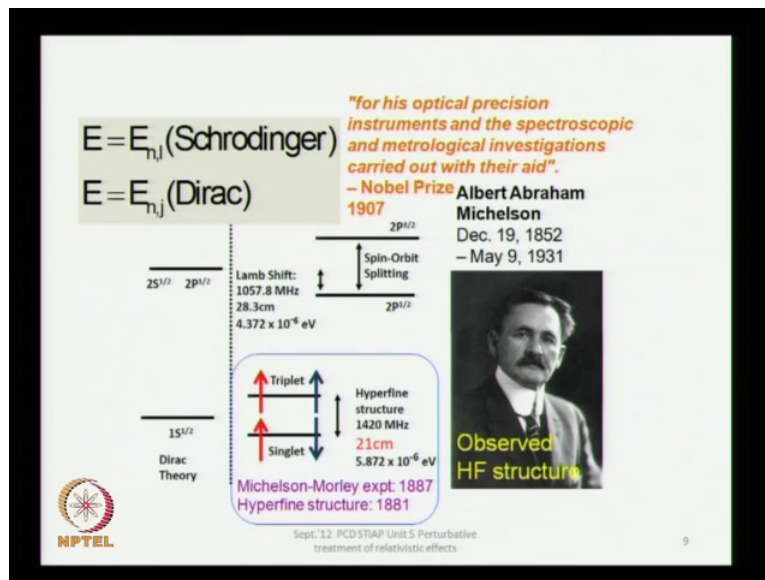 "for his optical precision
instruments and the spectroscopic
and metrological investigations
carried out with their aid".
– Nobel Prize
1907
E=En,l(Schrodinger)
E=En,j(Dirac)
Albert Abraham
Michelson
Dec. 19, 1852
– May 9, 1931
2P3/2
Spin-Orbit
Splitting
2P1/2
2S1/2 2P1/2
Lamb Shift:
1057.8 MHz
28.3cm
4.372 x 10-6 eV
1S1/2
Dirac
Theory
Triplet
Singlet
Hyperfine
structure
1420 MHz
21cm
5.872 x 10-6 eV
Michelson-Morley expt: 1887
Hyperfine structure: 1881
Observed
HF structure
NPTEL
Sept.'12 PCD STIAP Unit 5 Perturbative
treatment of relativistic effects
9